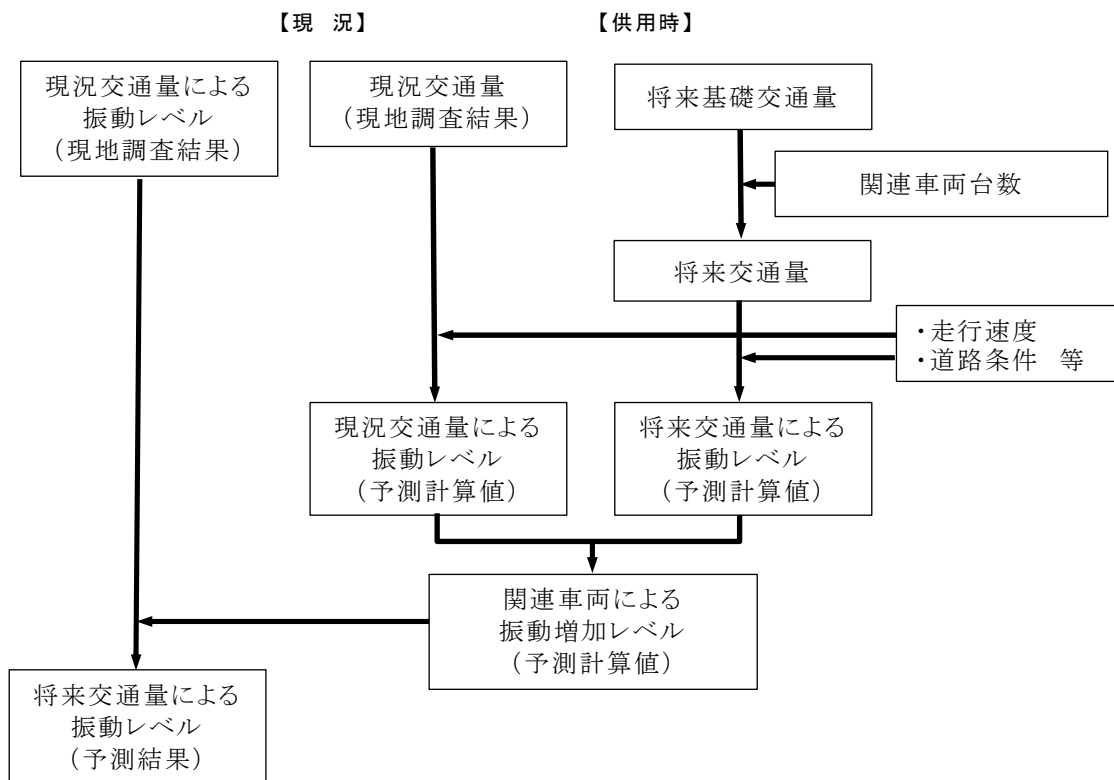 【現　況】
【供用時】
現況交通量による
振動レベル
（現地調査結果）
現況交通量
（現地調査結果）
将来基礎交通量
関連車両台数
将来交通量
・走行速度
・道路条件　等
現況交通量による
振動レベル
（予測計算値）
将来交通量による
振動レベル
（予測計算値）
関連車両による
振動増加レベル
（予測計算値）
将来交通量による
振動レベル
（予測結果）